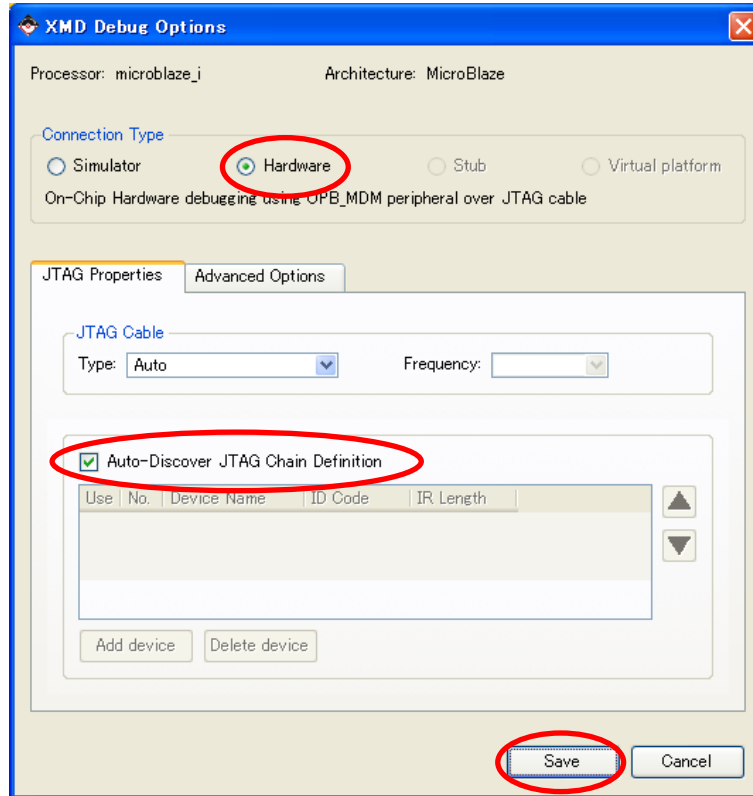 XMD Debug Options
Processor: microblaze_i Architecture: MicroBlaze
Connection Type
Simulator Hardware Stub Virtual platform
On-Chip Hardware debugging using OPB_MDM peripheral over JTAG cable
JTAG Properties Advanced Options
JTAG Cable
Type: Auto Frequency:
Auto-Discover JTAG Chain Definition
Use No. Device Name ID Code IR Length
Add device Delete device
Save Cancel